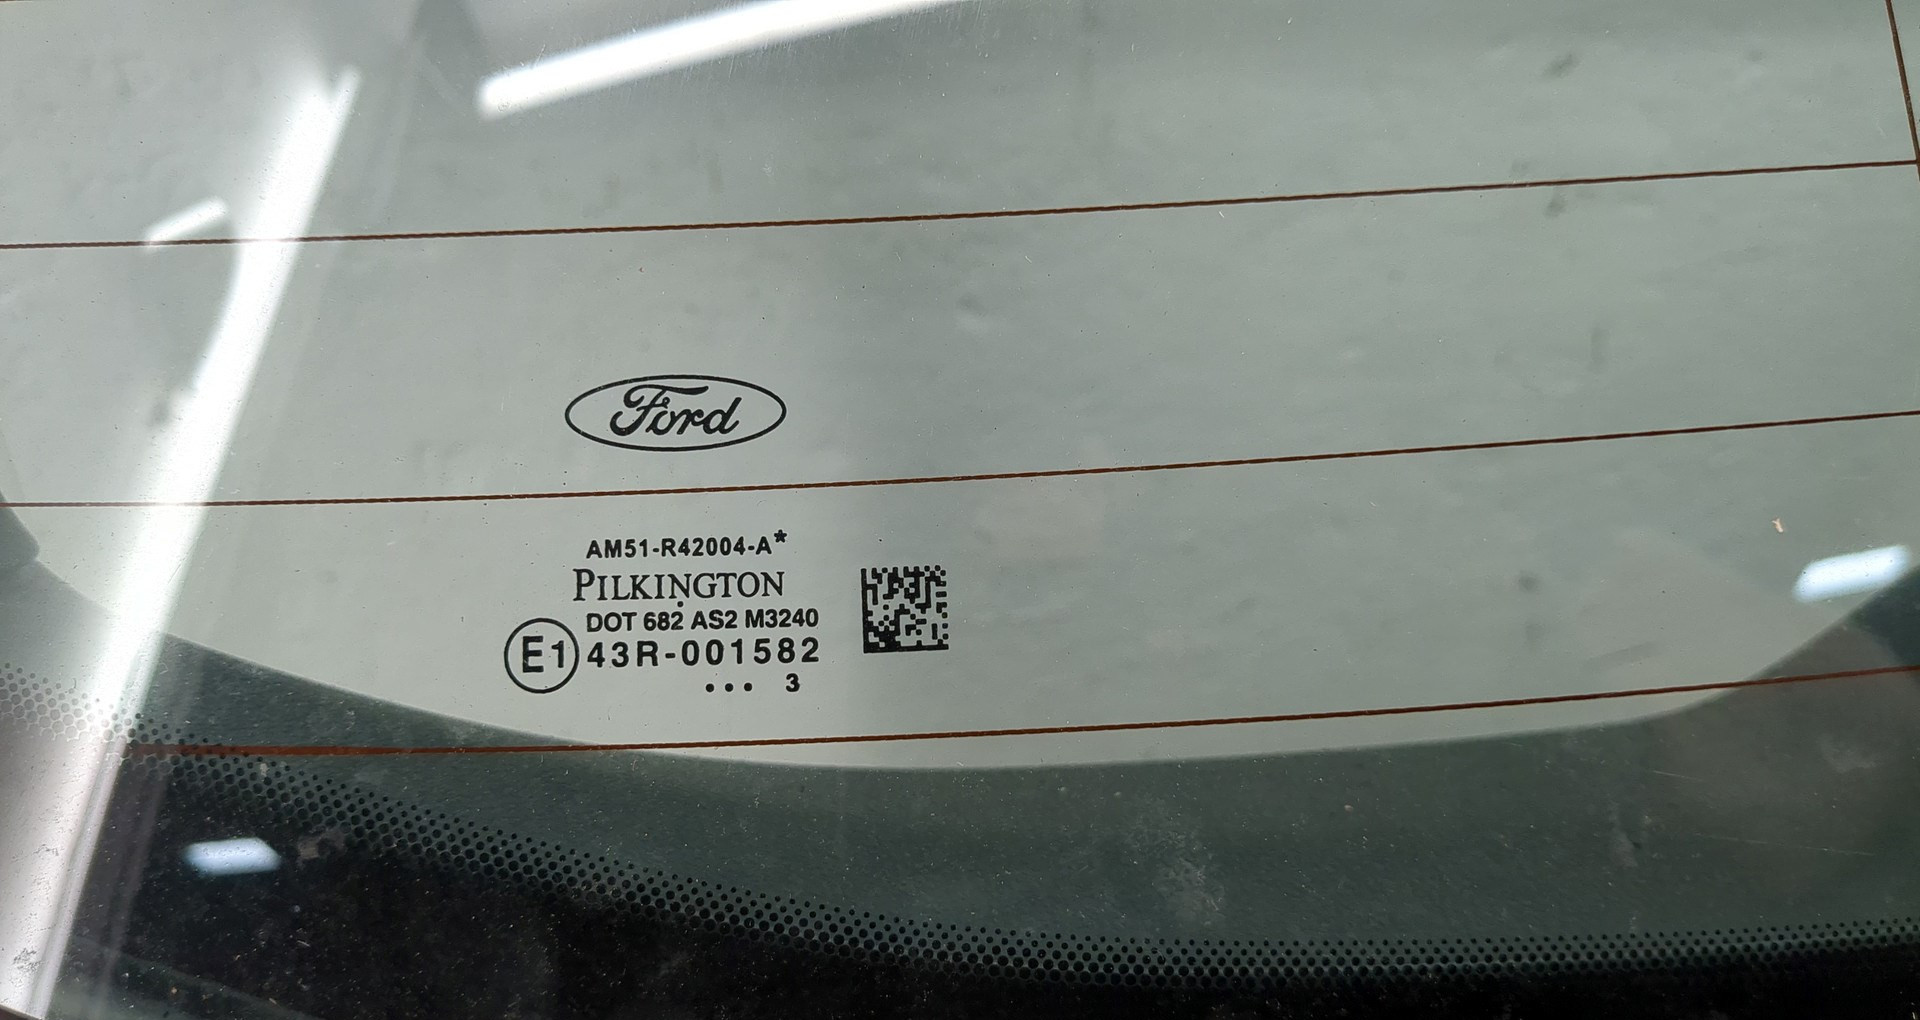 Ford
AM51-R42004-A*
PILKINGTON
DOT 682 AS2 M3240
E1 43R-001582
... 3